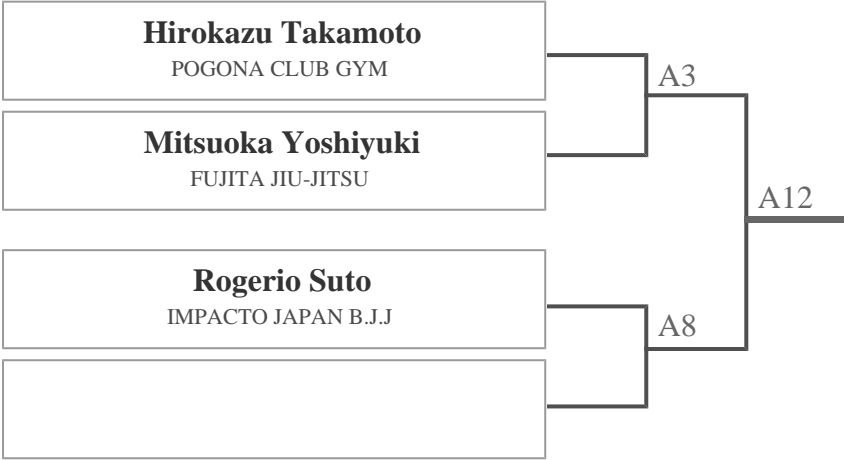 Hirokazu Takamoto
POGONA CLUB GYM
A3
Mitsuoka Yoshiyuki
FUJITA JIU-JITSU
A12
Rogerio Suto
IMPACTO JAPAN B.J.J
A8